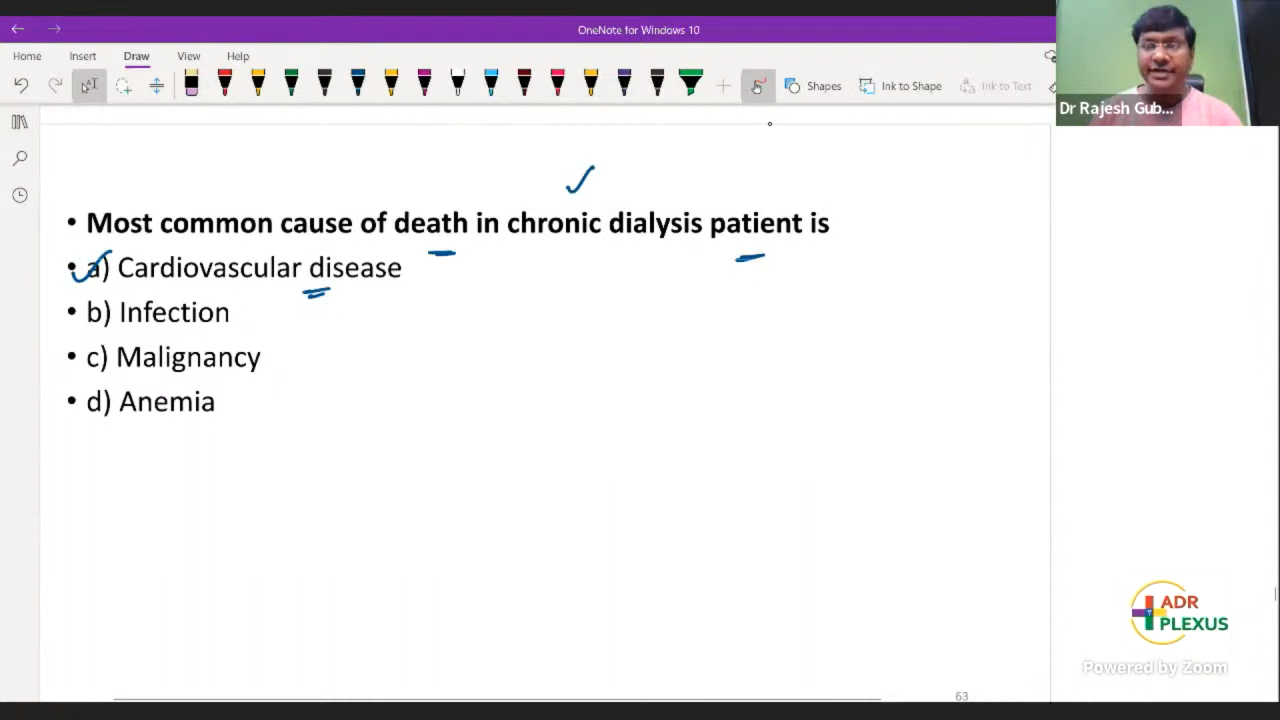 OneNote for Windows 10
Home Insert Draw View Help
Shapes Ink to Shape Ink to Text
Dr Rajesh Gub...
• Most common cause of death in chronic dialysis patient is
• a) Cardiovascular disease
• b) Infection
• c) Malignancy
• d) Anemia
ADR
PLEXUS
Powered by Zoom
63